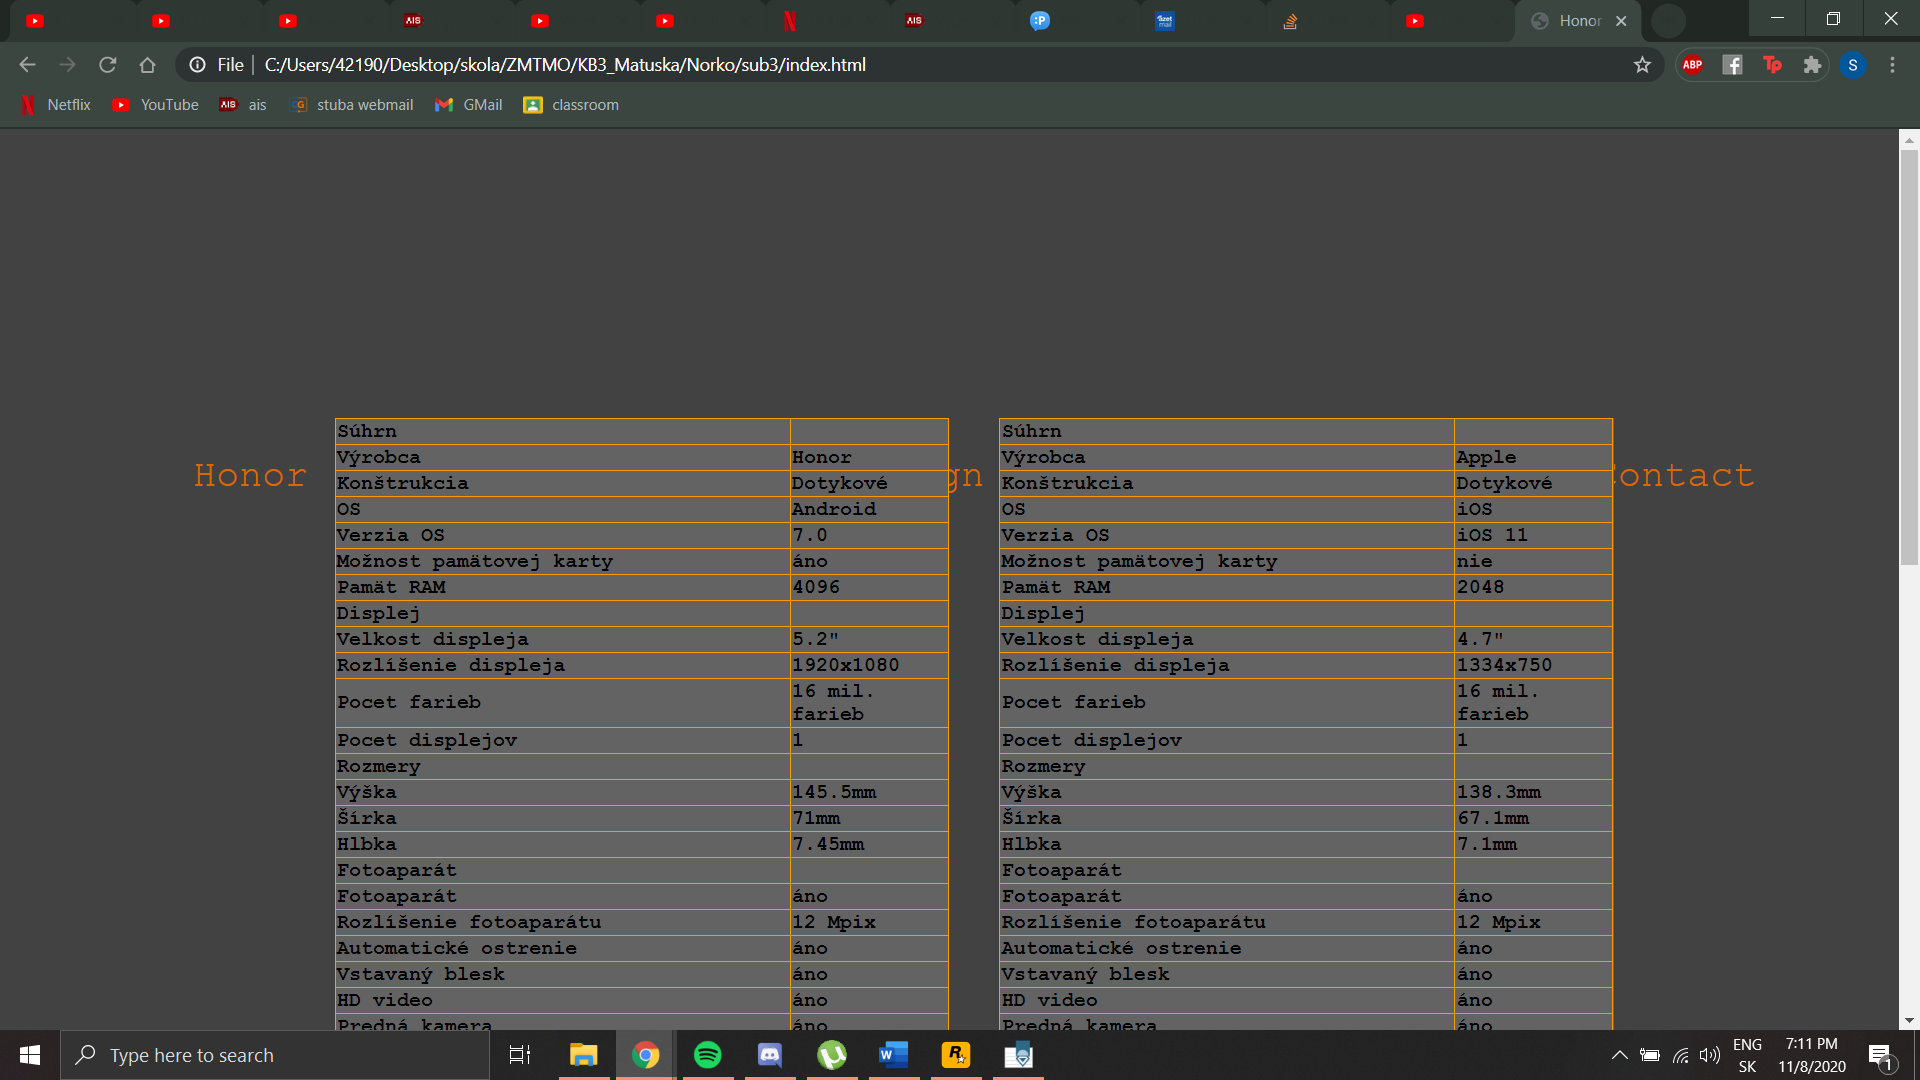 Honor
File
C:/Users/42190/Desktop/skola/ZMTMO/KB3_Matuska/Norko/sub3/index.html
ABP
Tp
S
Netflix
YouTube
AIS
ais
stuba webmail
GMail
classroom
Honor
gn
ontact
Súhrn
Výrobca Honor
Konštrukcia Dotykové
OS Android
Verzia OS 7.0
Možnost pamätovej karty áno
Pamät RAM 4096
Displej
Velkost displeja 5.2"
Rozlíšenie displeja 1920x1080
Pocet farieb 16 mil.
farieb
Pocet displejov 1
Rozmery
Výška 145.5mm
Šírka 71mm
Hlbka 7.45mm
Fotoaparát
Fotoaparát áno
Rozlíšenie fotoaparátu 12 Mpix
Automatické ostrenie áno
Vstavaný blesk áno
HD video áno
Predná kamera áno
Súhrn
Výrobca Apple
Konštrukcia Dotykové
OS iOS
Verzia OS iOS 11
Možnost pamätovej karty nie
Pamät RAM 2048
Displej
Velkost displeja 4.7"
Rozlíšenie displeja 1334x750
Pocet farieb 16 mil.
farieb
Pocet displejov 1
Rozmery
Výška 138.3mm
Šírka 67.1mm
Hlbka 7.1mm
Fotoaparát
Fotoaparát áno
Rozlíšenie fotoaparátu 12 Mpix
Automatické ostrenie áno
Vstavaný blesk áno
HD video áno
Predná kamera áno
Type here to search
ENG
SK
7:11 PM
11/8/2020
1